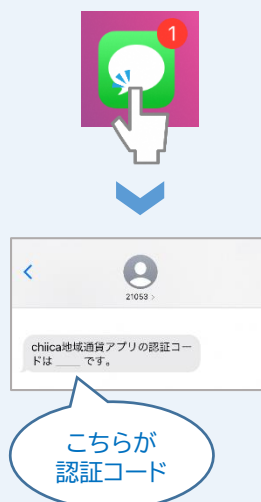 1
21053 >
chiica地域通貨アプリの認証コー
ドは ____ です。
こちらが
認証コード